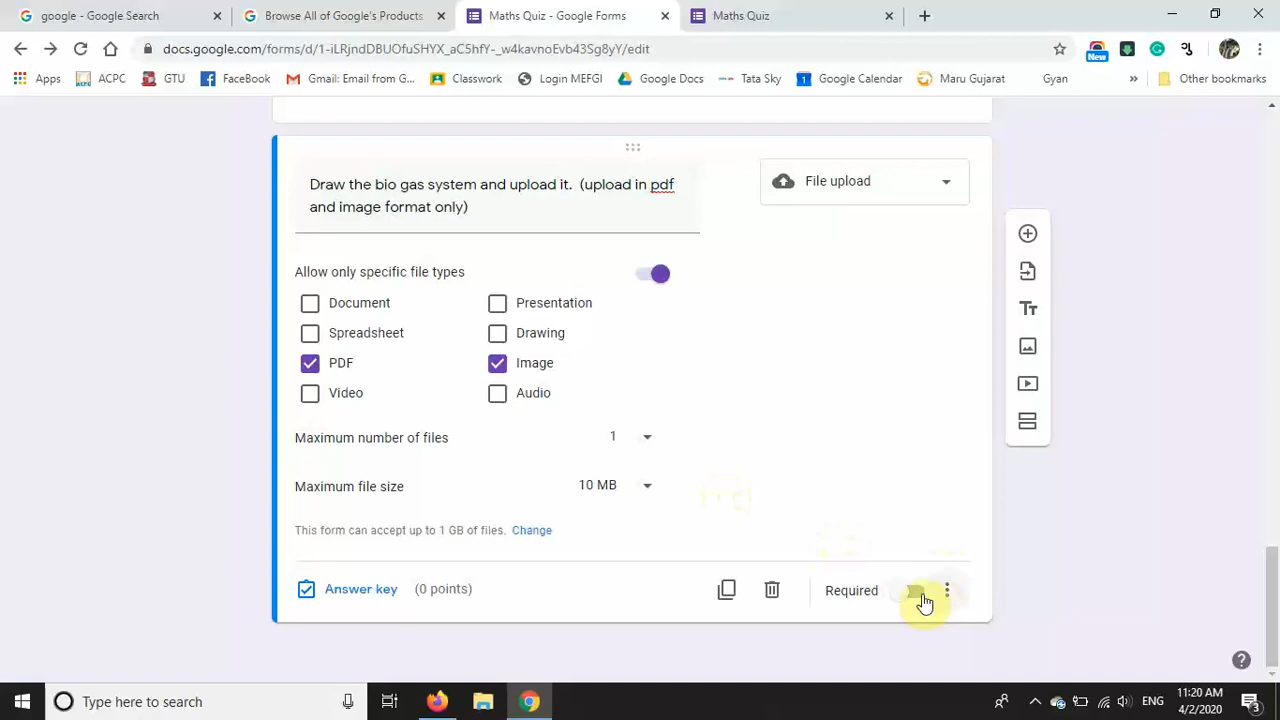 google - Google Search
Browse All of Google's Products
Maths Quiz - Google Forms
Maths Quiz
docs.google.com/forms/d/1-iLRjndDBUOfuSHYX_aC5hfY-_w4kavnoEvb43Sg8yY/edit
New
Apps
ACPC
GTU
FaceBook
Gmail: Email from G...
Classwork
Login MEFGI
Google Docs
Tata Sky
Google Calendar
Maru Gujarat
Gyan
»
Other bookmarks
Draw the bio gas system and upload it. (upload in pdf
and image format only)
File upload
Allow only specific file types
Document
Presentation
Spreadsheet
Drawing
PDF
Image
Video
Audio
Maximum number of files
1
Maximum file size
10 MB
This form can accept up to 1 GB of files. Change
Answer key (0 points)
Required
Tт
Type here to search
ENG
11:20 AM
4/2/2020
3